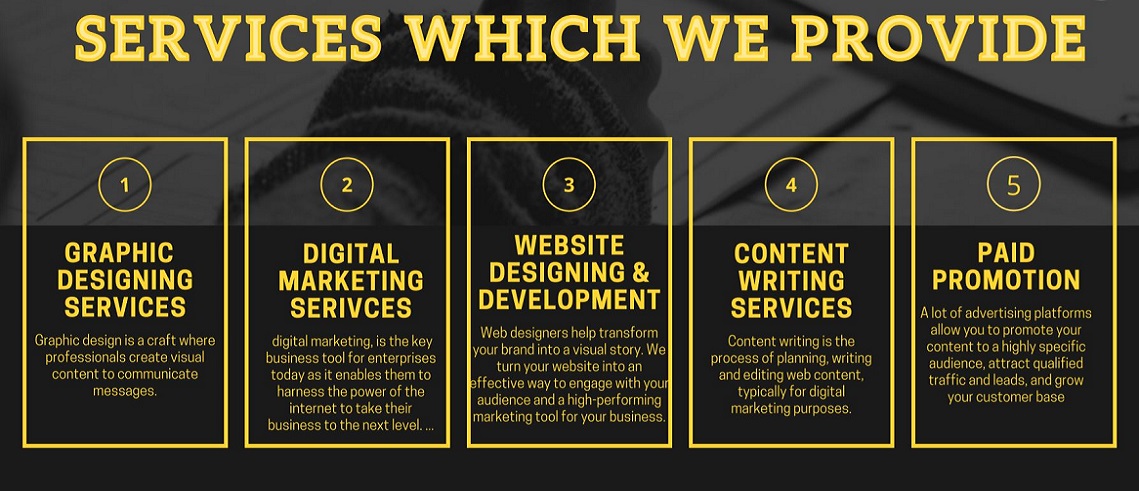 SERVICES WHICH WE PROVIDE
1
GRAPHIC
DESIGNING
SERVICES
Graphic design is a craft where
professionals create visual
content to communicate
messages.
2
DIGITAL
MARKETING
SERIVCES
digital marketing, is the key
business tool for enterprises
today as it enables them to
harness the power of the
internet to take their
business to the next level. ...
3
WEBSITE
DESIGNING &
DEVELOPMENT
Web designers help transform
your brand into a visual story. We
turn your website into an
effective way to engage with your
audience and a high-performing
marketing tool for your business.
4
CONTENT
WRITING
SERVICES
Content writing is the
process of planning, writing
and editing web content,
typically for digital
marketing purposes.
5
PAID
PROMOTION
A lot of advertising platforms
allow you to promote your
content to a highly specific
audience, attract qualified
traffic and leads, and grow
your customer base